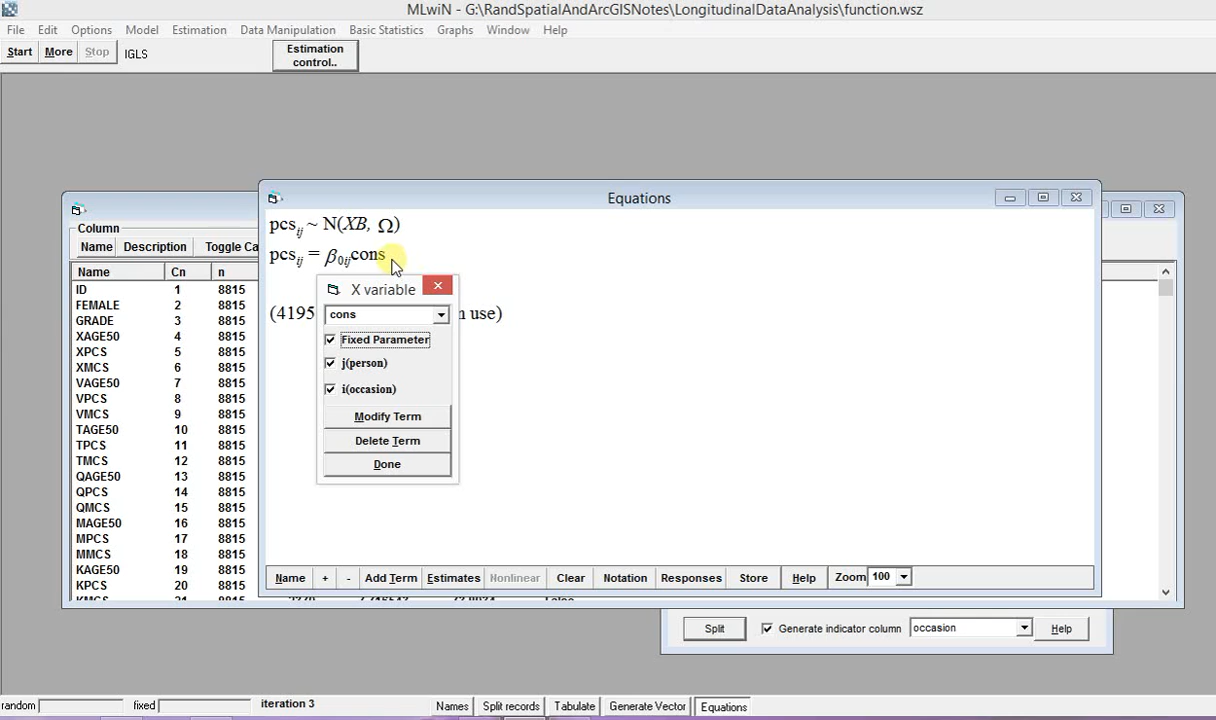 MLwiN - G:\RandSpatialAndArcGISNotes\LongitudinalDataAnalysis\function.wsz
File Edit Options Model Estimation Data Manipulation Basic Statistics Graphs Window Help
Start More Stop IGLS Estimation control..
Equations
Column
Name Description Toggle Ca
Name Cn n
ID 1 8815
FEMALE 2 8815
GRADE 3 8815
XAGE50 4 8815
XPCS 5 8815
XMCS 6 8815
VAGE50 7 8815
VPCS 8 8815
VMCS 9 8815
TAGE50 10 8815
TPCS 11 8815
TMCS 12 8815
QAGE50 13 8815
QPCS 14 8815
QMCS 15 8815
MAGE50 16 8815
MPCS 17 8815
MMCS 18 8815
KAGE50 19 8815
KPCS 20 8815
pcsij ~ N(XB, Ω)
pcsij = β0ijcons
(4195 n use)
X variable
cons
Fixed Parameter
j(person)
i(occasion)
Modify Term
Delete Term
Done
Name + - Add Term Estimates Nonlinear Clear Notation Responses Store Help Zoom 100
Split Generate indicator column occasion Help
random fixed iteration 3 Names Split records Tabulate Generate Vector Equations